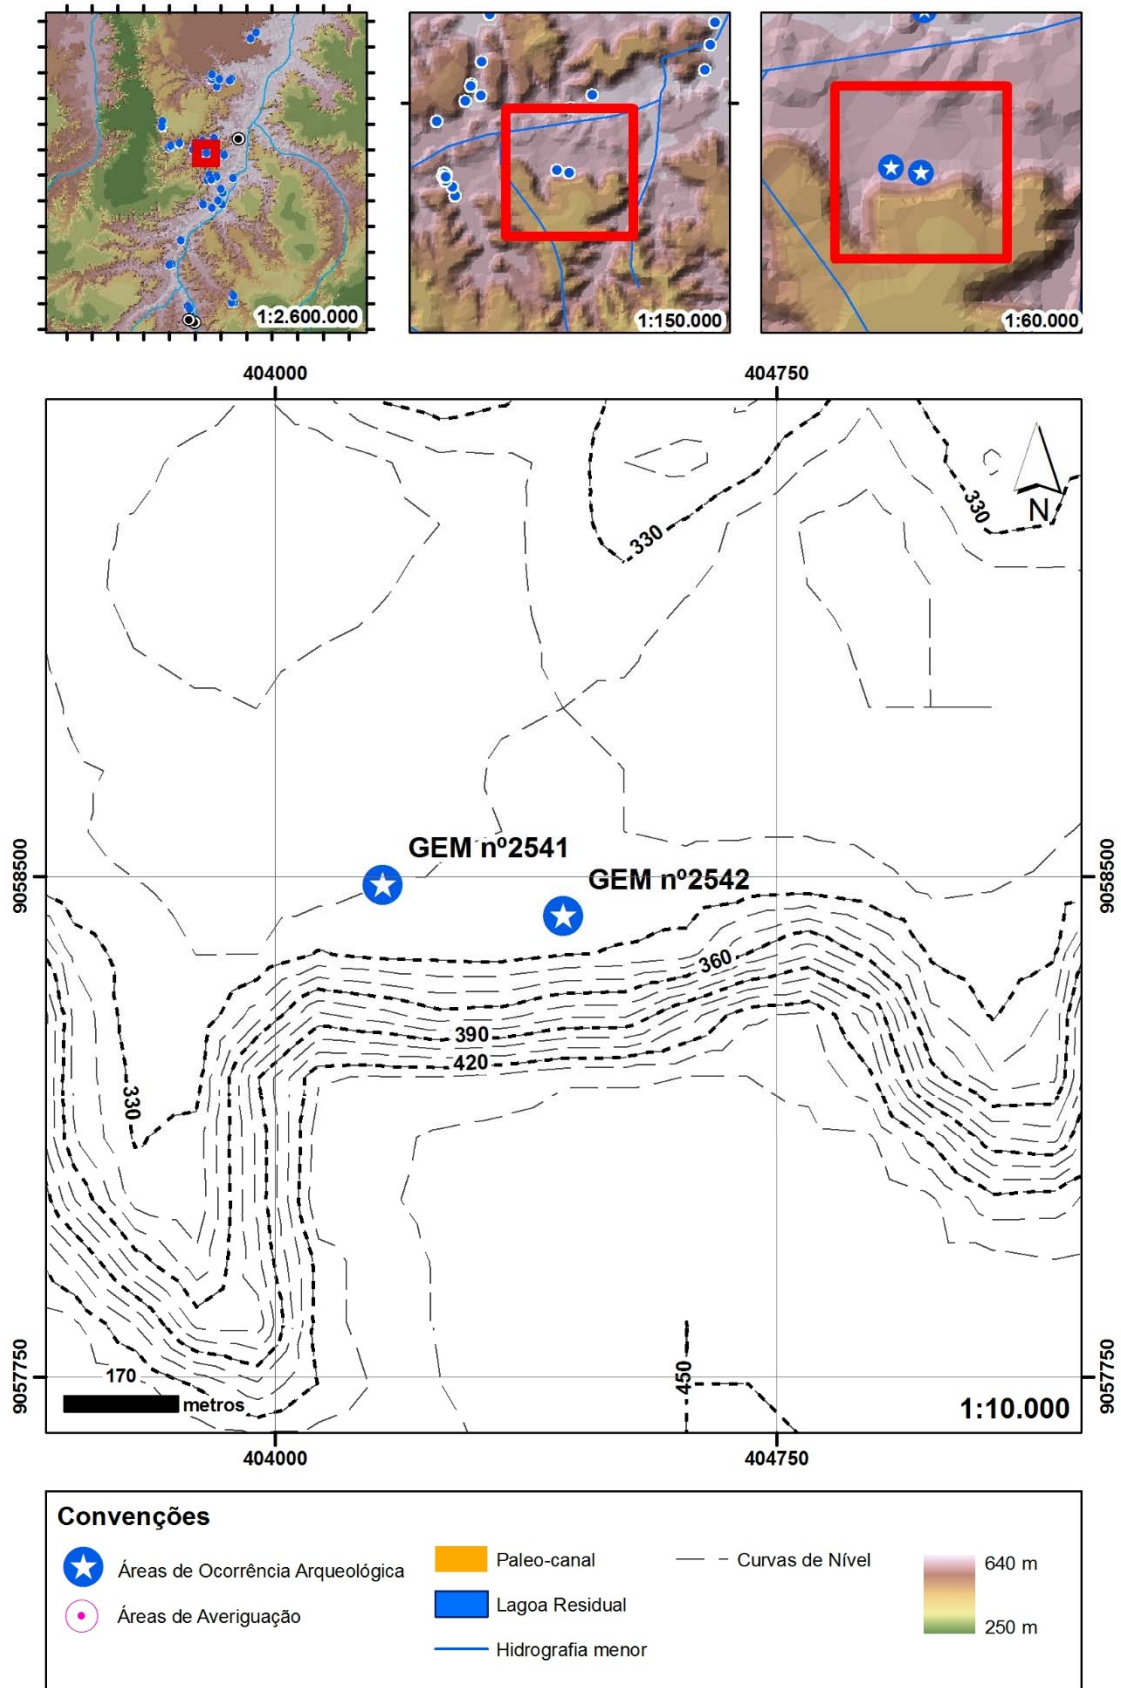 1:2.600.000
1:150.000
1:60.000
404000
404750
330
330
GEM nº2541
GEM nº2542
9058500
9058500
360
390
420
330
450
170
metros
1:10.000
N
9057750
9057750
404000
404750
Convenções
Áreas de Ocorrência Arqueológica
Áreas de Averiguação
Paleo-canal
Lagoa Residual
Hidrografia menor
Curvas de Nível
640 m
250 m